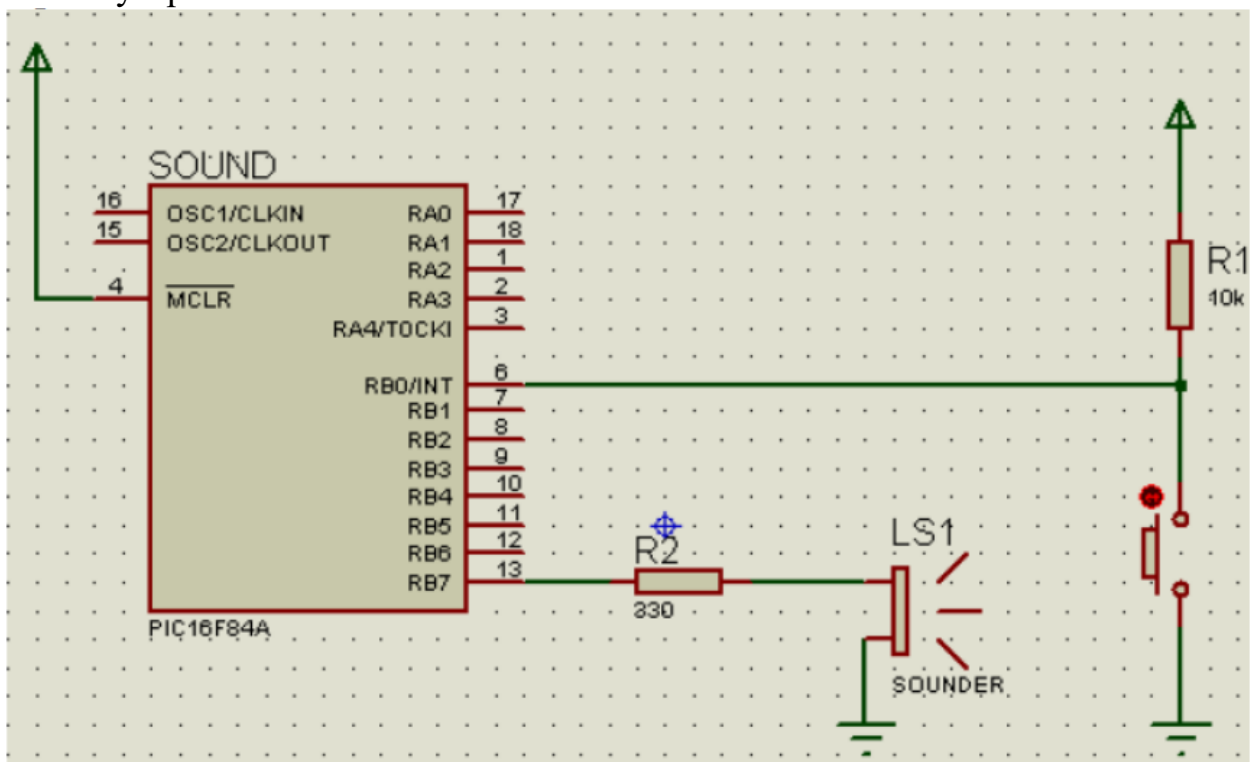 SOUND
16 OSC1/CLKIN RA0 17
15 OSC2/CLKOUT RA1 18
RA2 1
4 MCLR RA3 2
RA4/T0CKI 3
RB0/INT 6
RB1 7
RB2 8
RB3 9
RB4 10
RB5 11
RB6 12
RB7 13
PIC16F84A
R2
330
LS1
SOUNDER
R1
10k